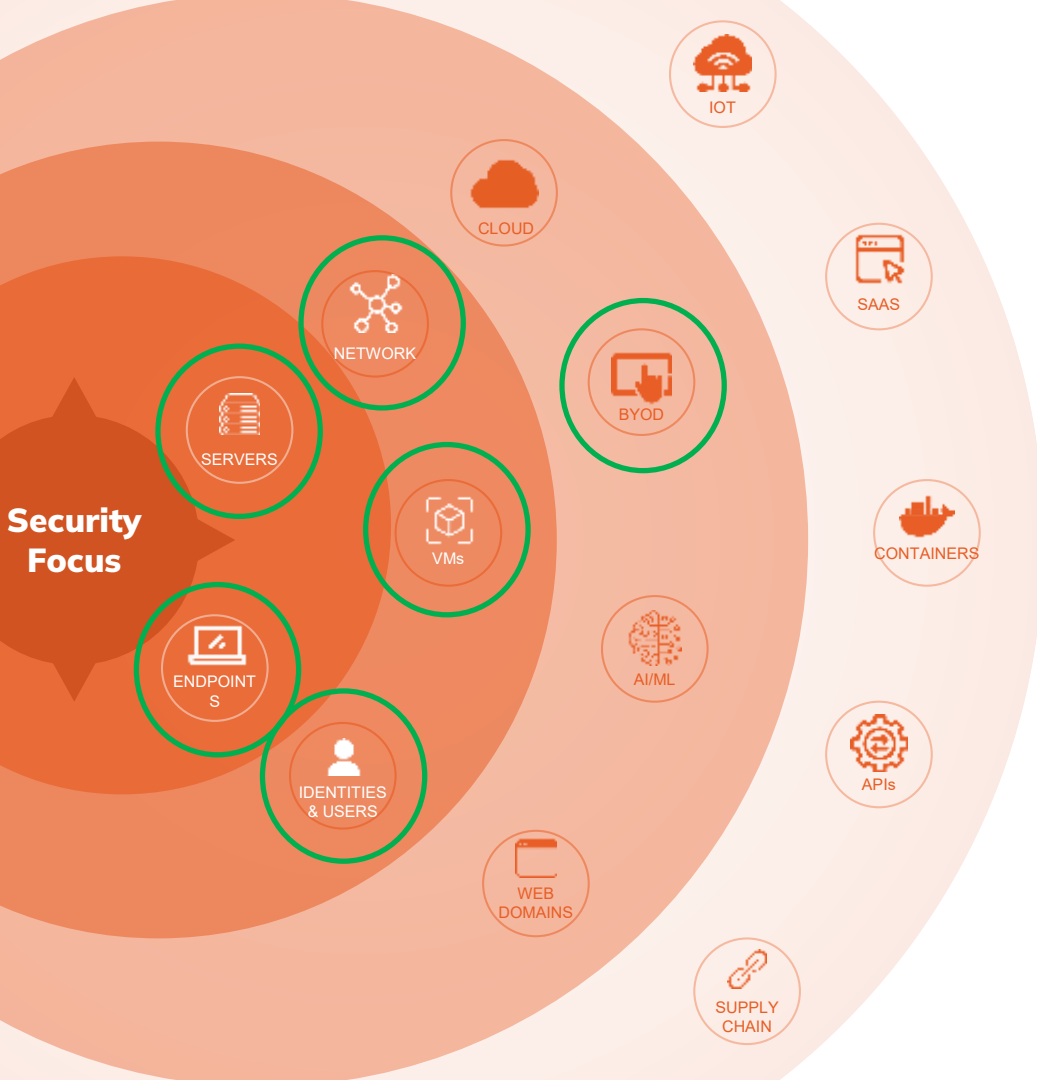 IOT
CLOUD
SAAS
NETWORK
BYOD
SERVERS
Security
Focus
VMs
CONTAINERS
ENDPOINT
S
AI/ML
IDENTITIES
& USERS
APIs
WEB
DOMAINS
SUPPLY
CHAIN